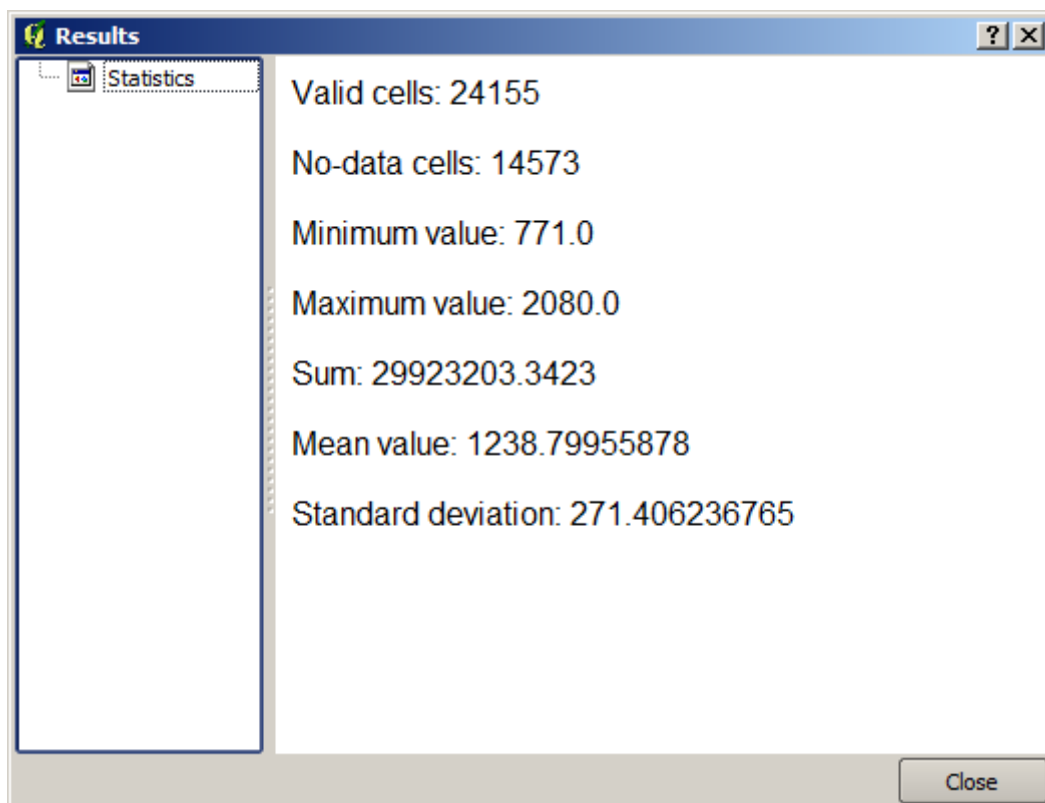 Results
Statistics
Valid cells: 24155
No-data cells: 14573
Minimum value: 771.0
Maximum value: 2080.0
Sum: 29923203.3423
Mean value: 1238.79955878
Standard deviation: 271.406236765
Close